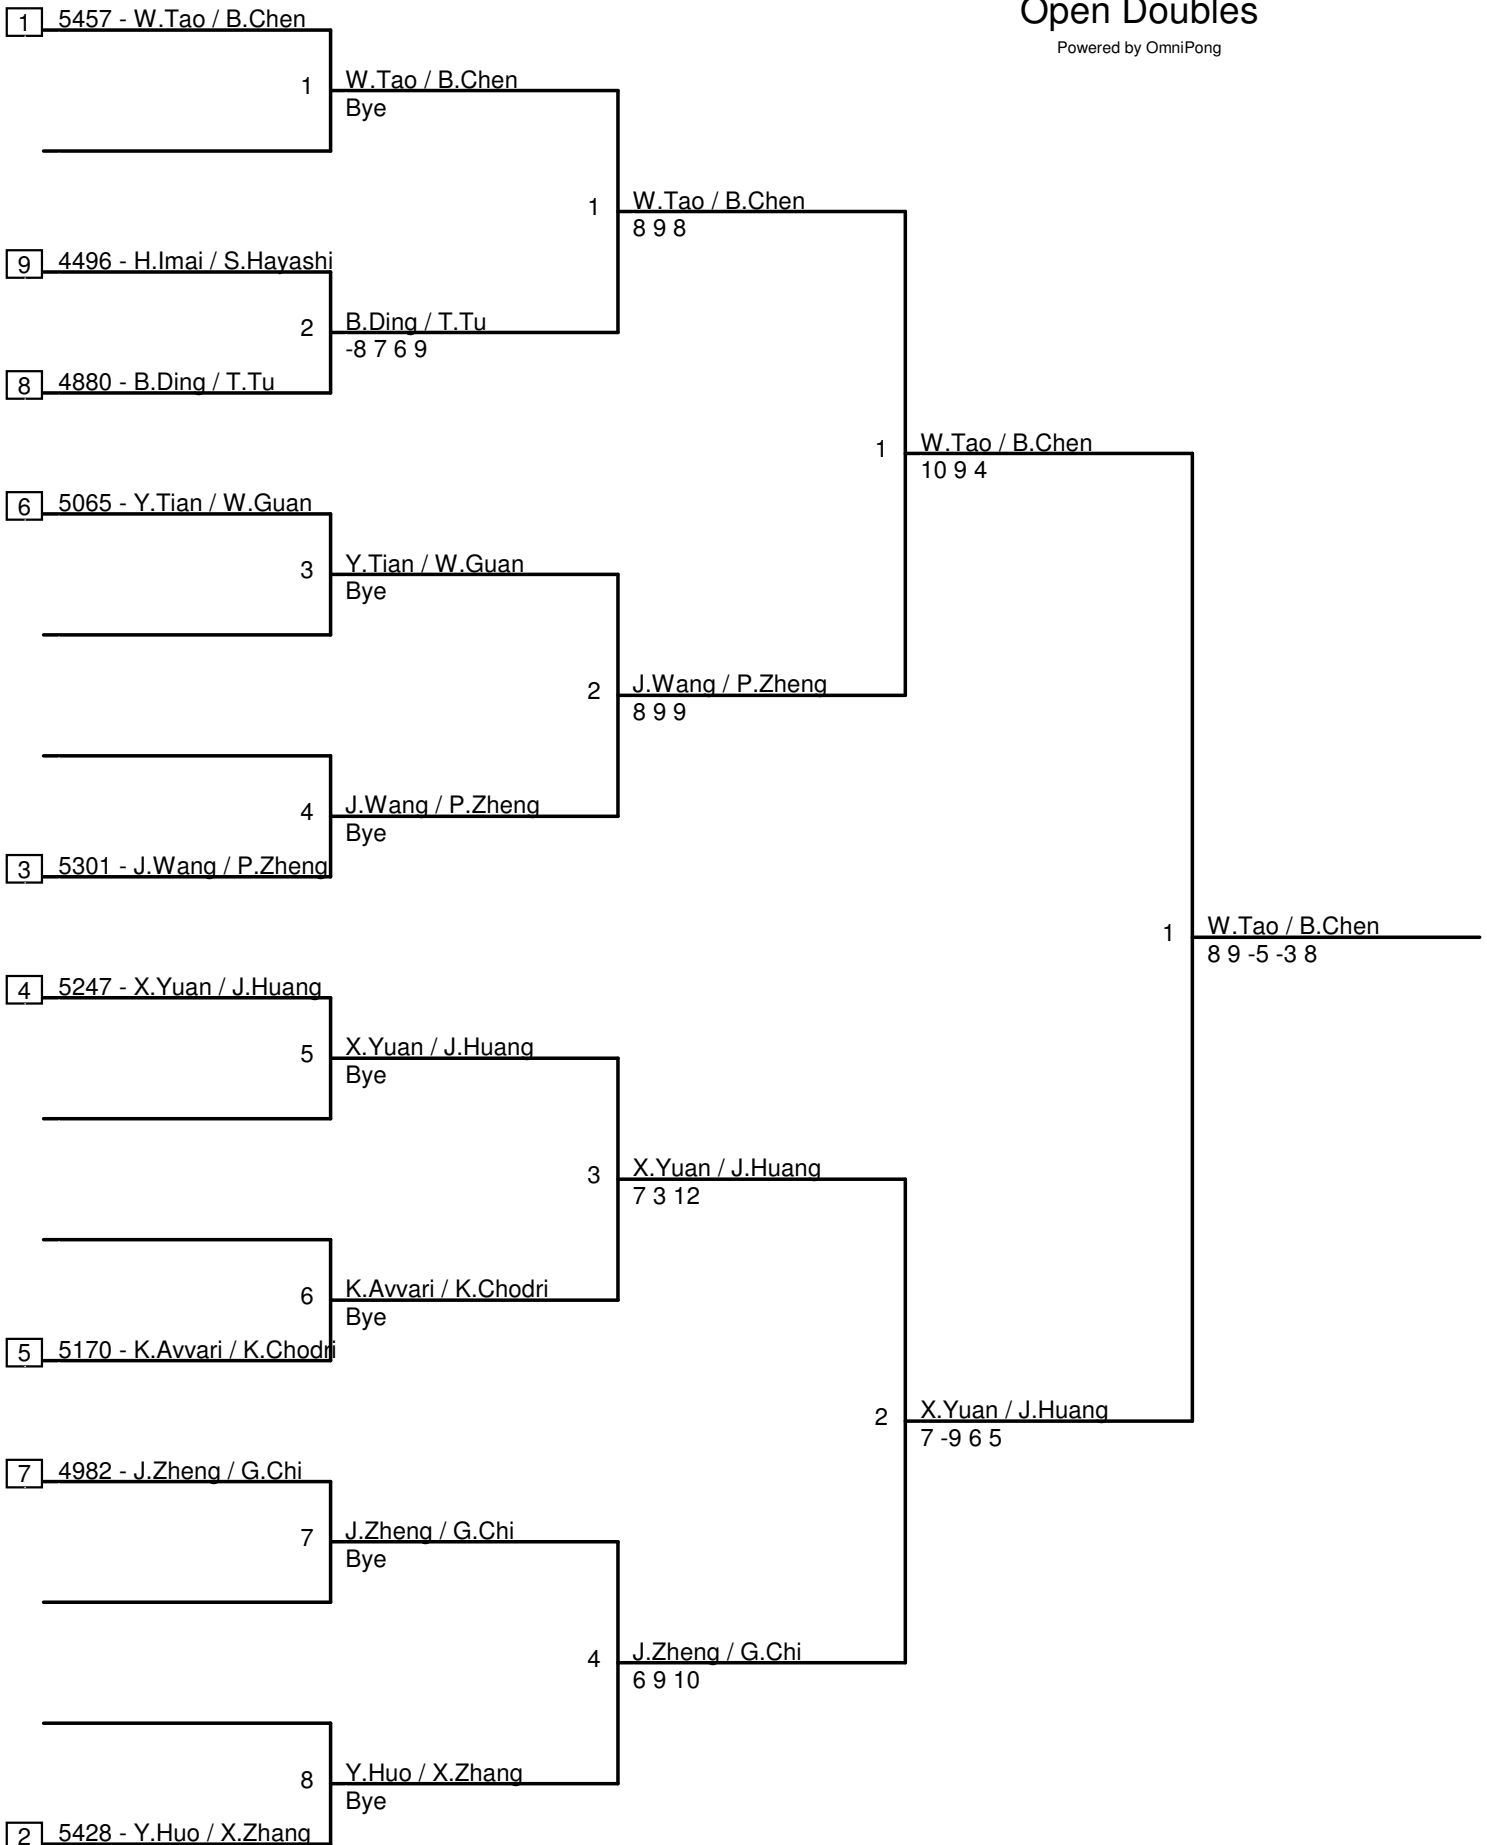 Open Doubles
Powered by OmniPong
1 5457 - W.Tao / B.Chen
1 W.Tao / B.Chen
Bye
1 W.Tao / B.Chen
8 9 8
9 4496 - H.Imai / S.Hayashi
2 B.Ding / T.Tu
-8 7 6 9
8 4880 - B.Ding / T.Tu
1 W.Tao / B.Chen
10 9 4
6 5065 - Y.Tian / W.Guan
3 Y.Tian / W.Guan
Bye
2 J.Wang / P.Zheng
8 9 9
4 J.Wang / P.Zheng
Bye
3 5301 - J.Wang / P.Zheng
1 W.Tao / B.Chen
8 9 -5 -3 8
4 5247 - X.Yuan / J.Huang
5 X.Yuan / J.Huang
Bye
3 X.Yuan / J.Huang
7 3 12
6 K.Avvari / K.Chodri
Bye
5 5170 - K.Avvari / K.Chodri
2 X.Yuan / J.Huang
7 -9 6 5
7 4982 - J.Zheng / G.Chi
7 J.Zheng / G.Chi
Bye
4 J.Zheng / G.Chi
6 9 10
8 Y.Huo / X.Zhang
Bye
2 5428 - Y.Huo / X.Zhang